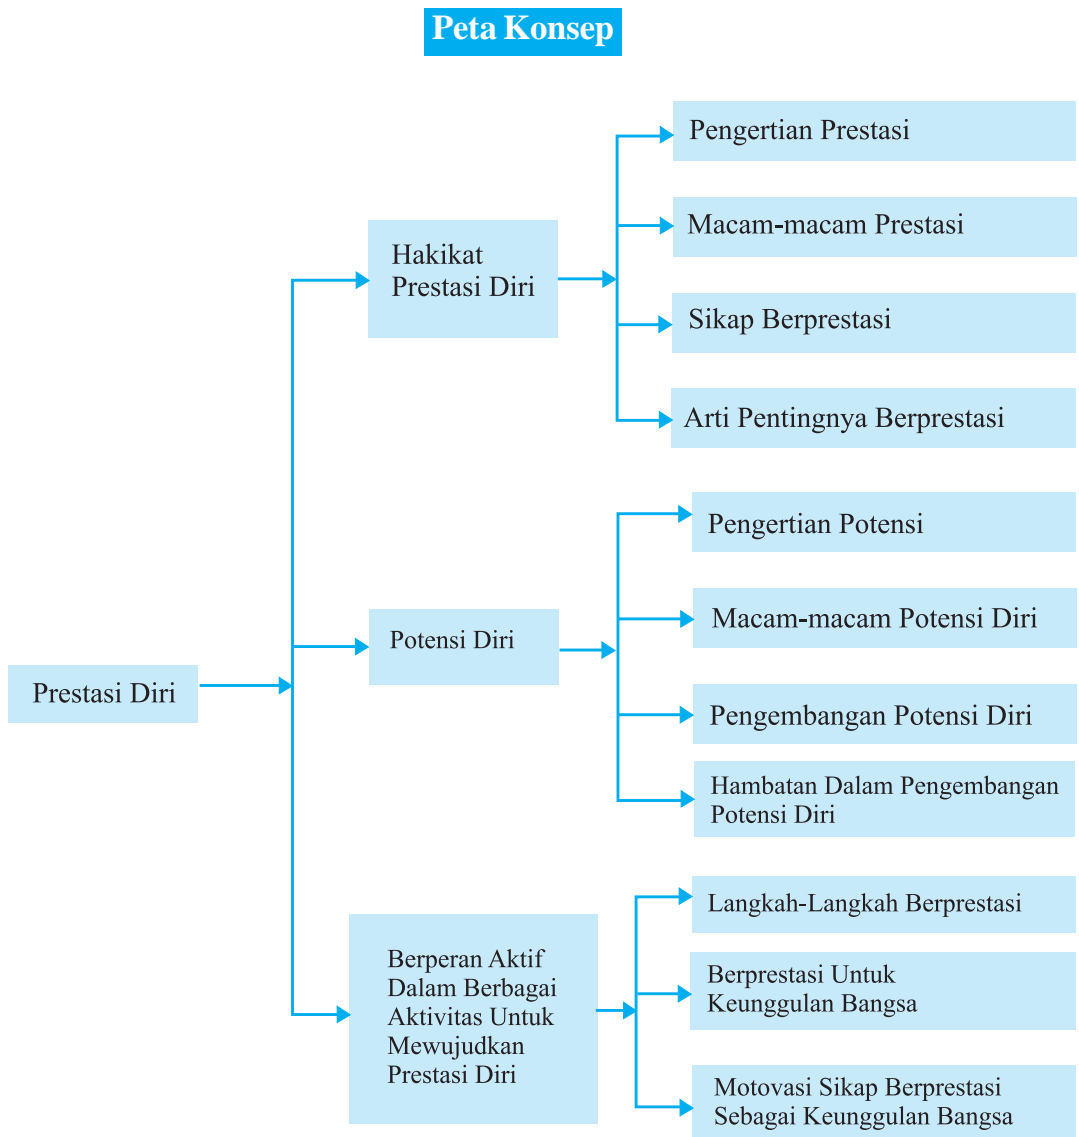 Peta Konsep
Prestasi Diri
Hakikat
Prestasi Diri
Pengertian Prestasi
Macam-macam Prestasi
Sikap Berprestasi
Arti Pentingnya Berprestasi
Potensi Diri
Pengertian Potensi
Macam-macam Potensi Diri
Pengembangan Potensi Diri
Hambatan Dalam Pengembangan
Potensi Diri
Berperan Aktif
Dalam Berbagai
Aktivitas Untuk
Mewujudkan
Prestasi Diri
Langkah-Langkah Berprestasi
Berprestasi Untuk
Keunggulan Bangsa
Motovasi Sikap Berprestasi
Sebagai Keunggulan Bangsa